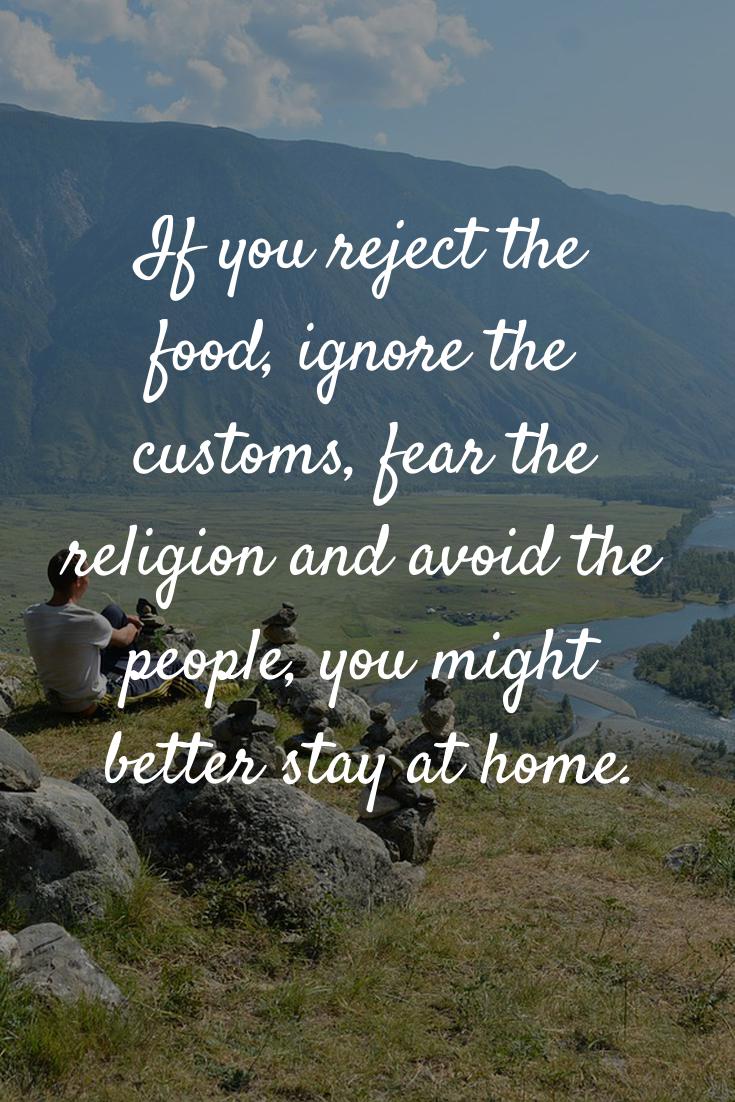 If you reject the
food, ignore the
customs, fear the
religion and avoid the
people, you might
better stay at home.